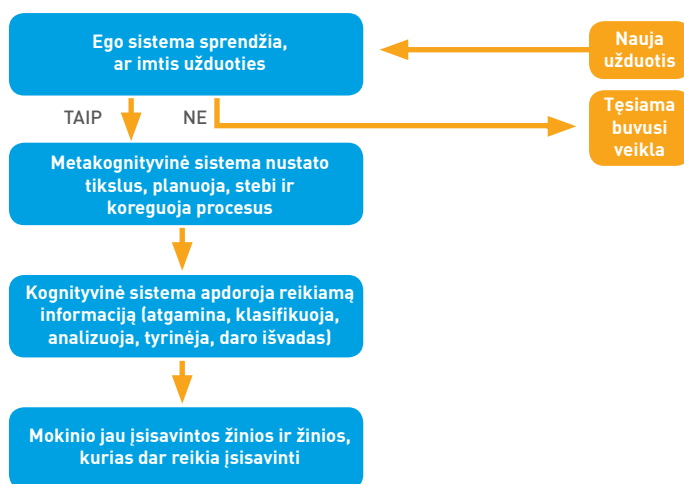 Ego sistema sprendžia,
ar imtis užduoties
Nauja
užduotis
TAIP
NE
Tęsiama
buvusi
veikla
Metakognityvinė sistema nustato
tikslus, planuoja, stebi ir
koreguoja procesus
Kognityvinė sistema apdoroja reikiamą
informaciją (atgamina, klasifikuoja,
analizuoja, tyrinėja, daro išvadas)
Mokinio jau įsisavintos žinios ir žinios,
kurias dar reikia įsisavinti